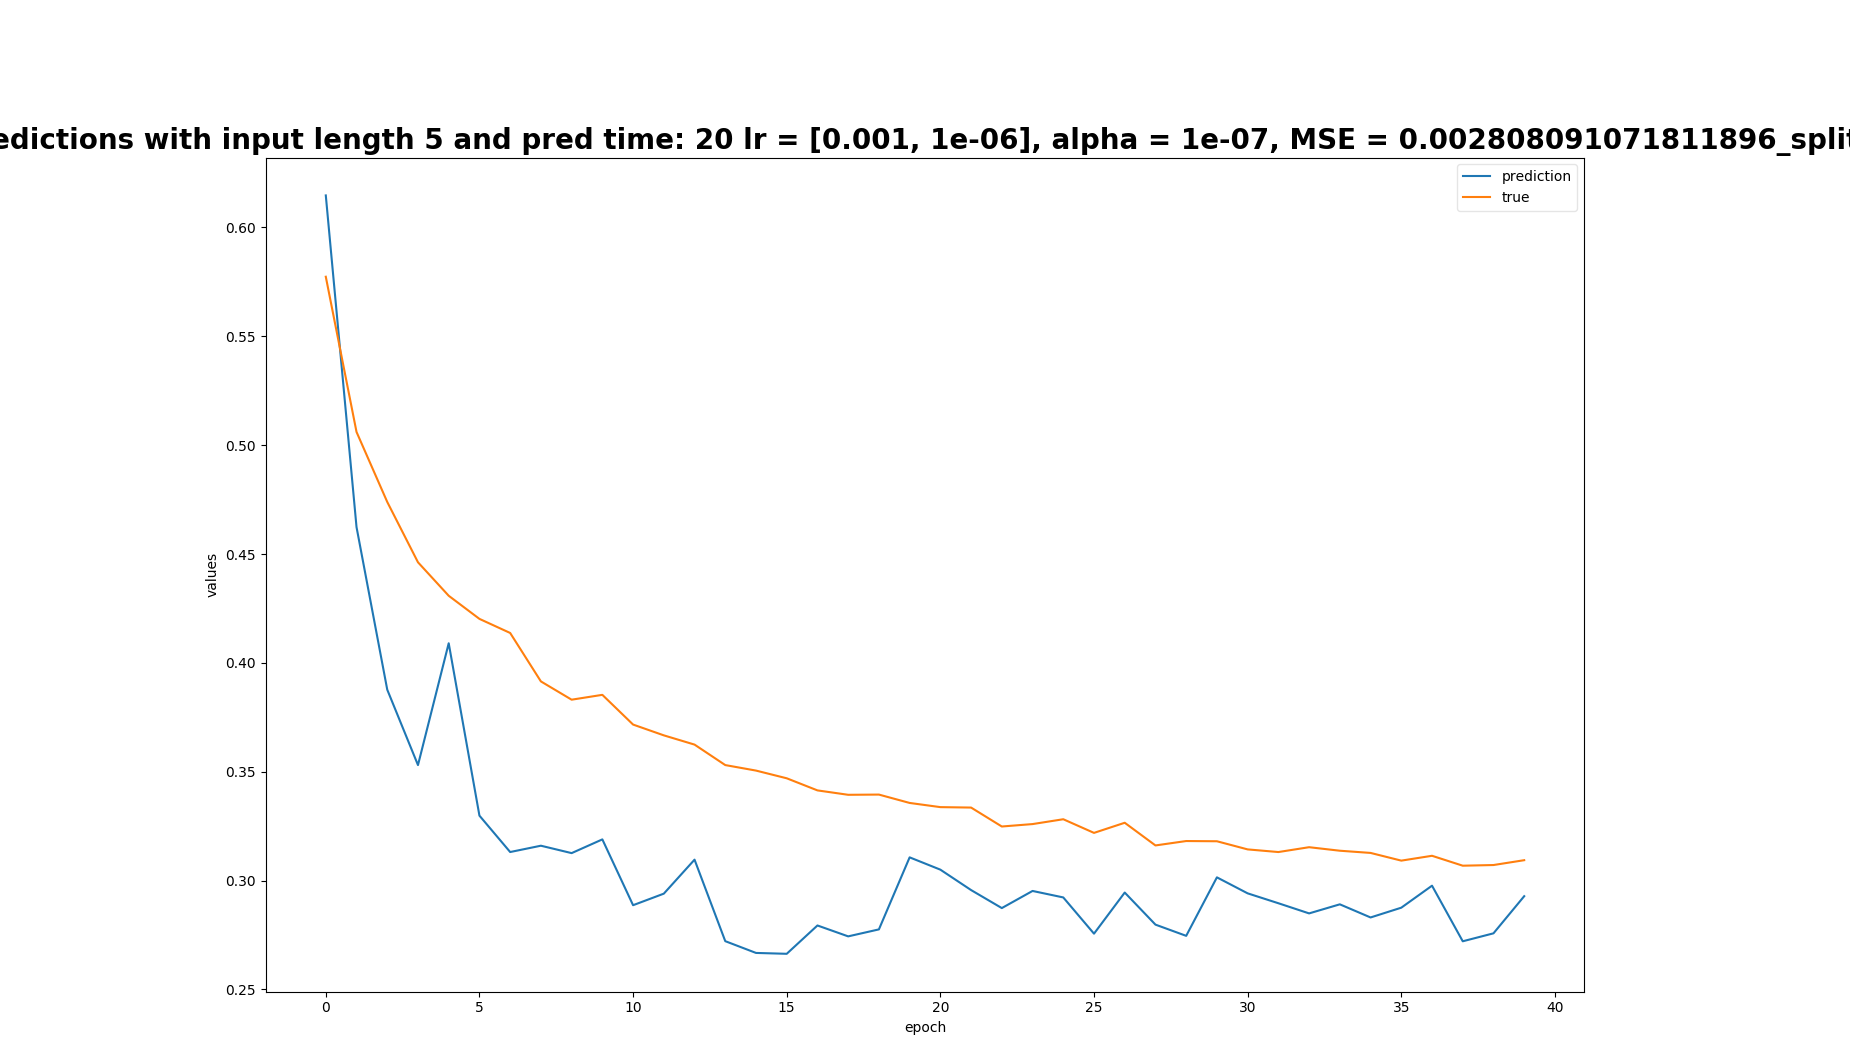 edictions with input length 5 and pred time: 20 lr = [0.001, 1e-06], alpha = 1e-07, MSE = 0.002808091071811896_split
prediction
true
0.60
0.55
0.50
0.45
0.40
0.35
0.30
0.25
values
0 5 10 15 20 25 30 35 40
epoch